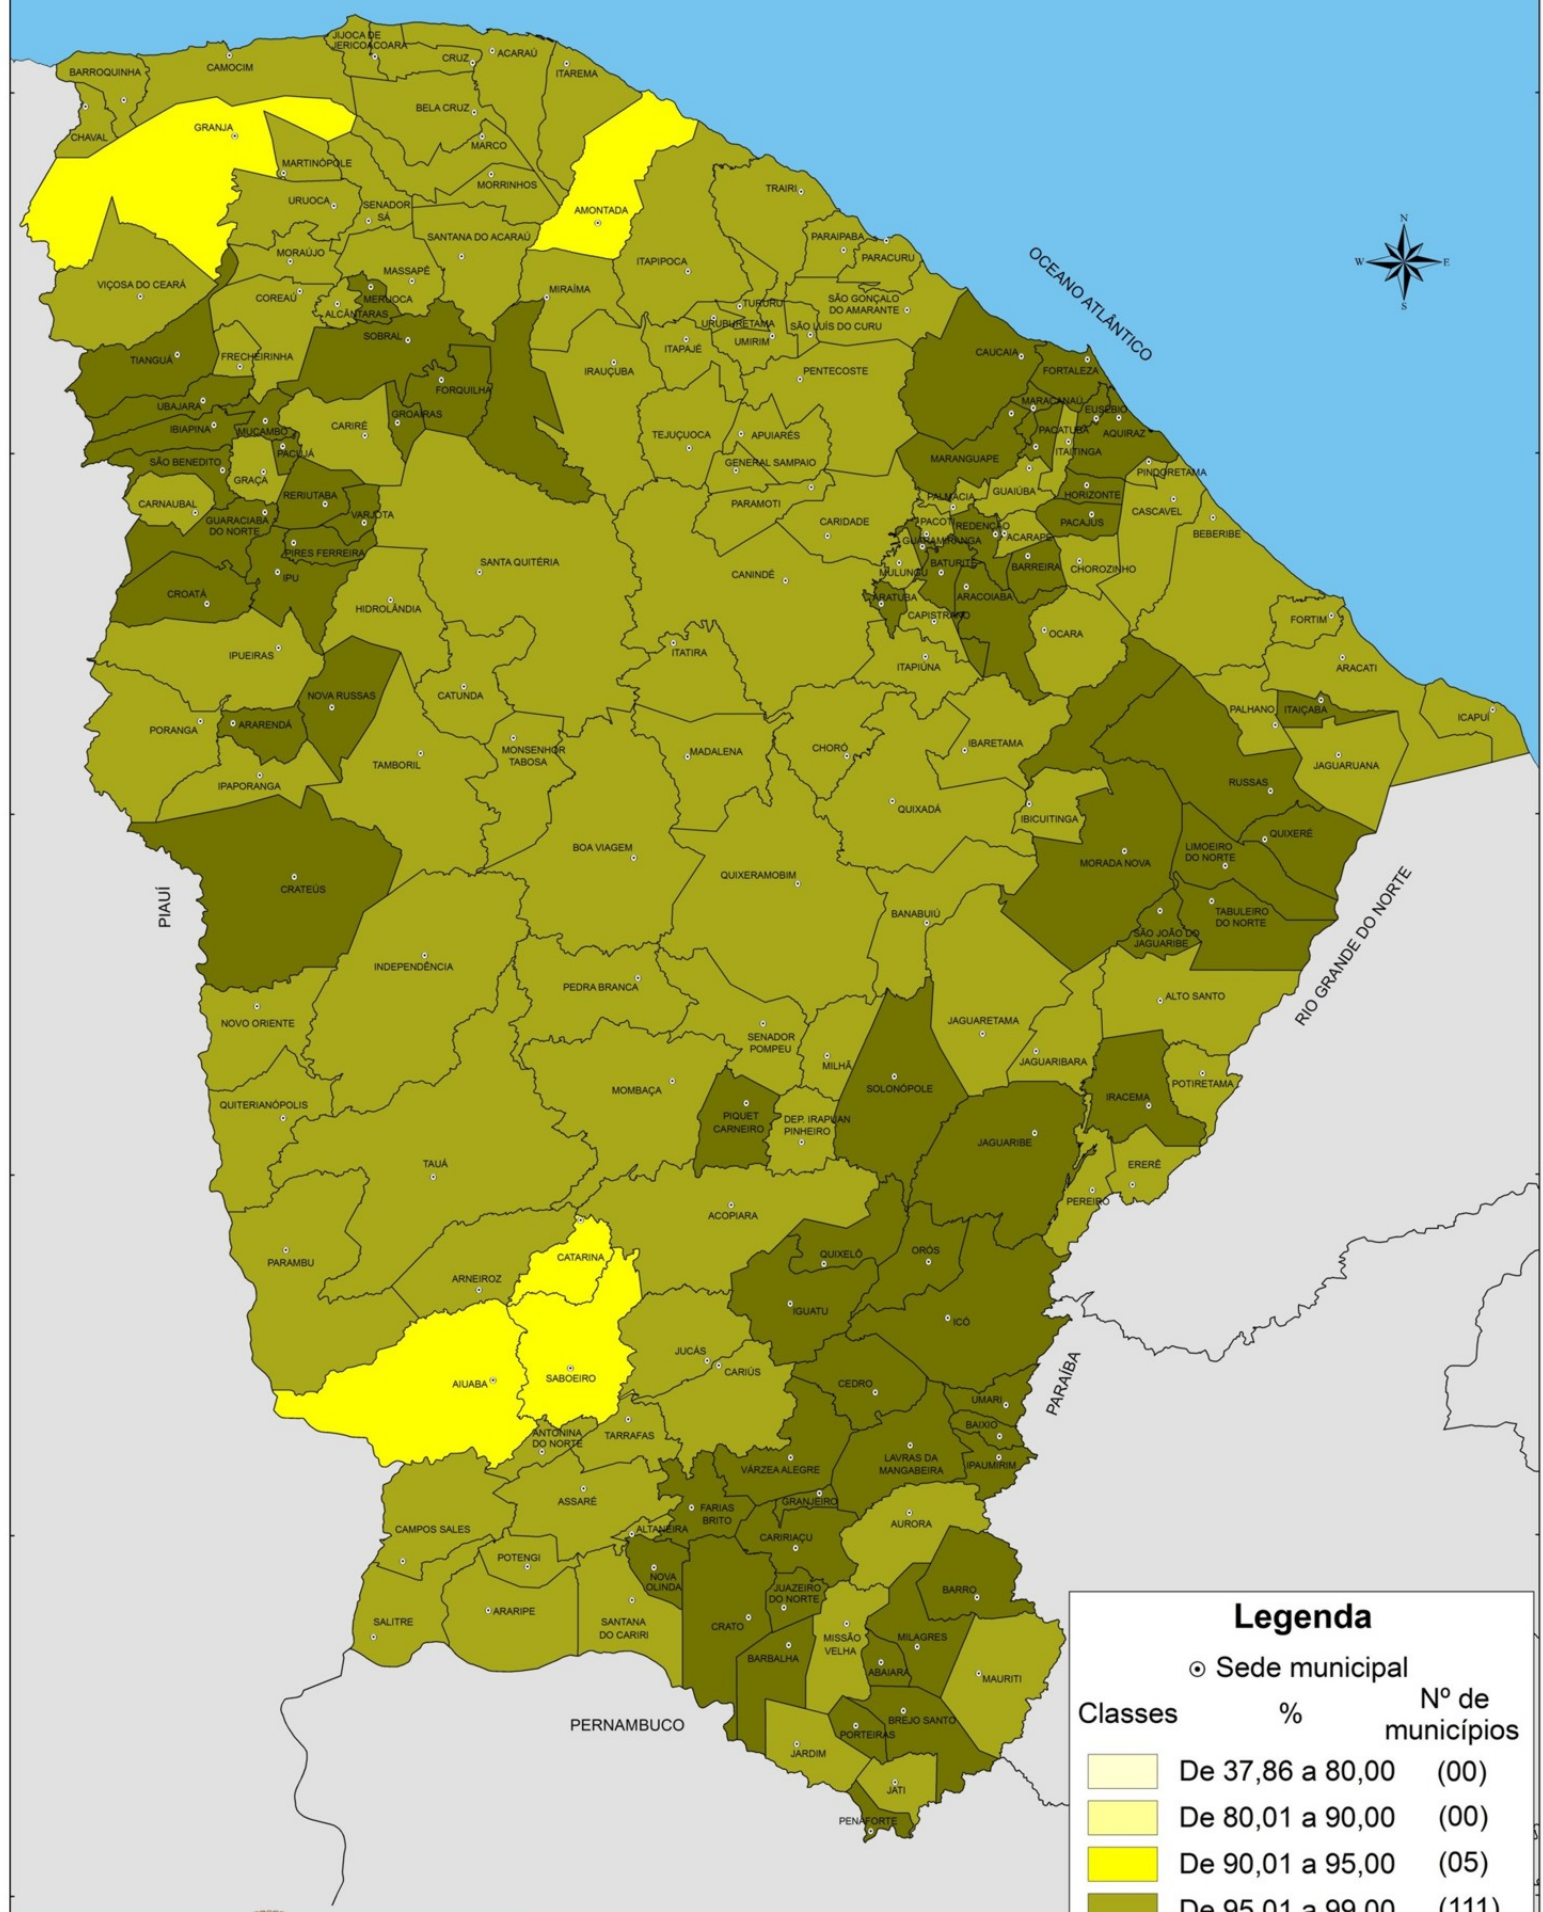 JIJOCA DE
JERICOACOARA
CRUZ
ACARAÚ
ITAREMA
BARROQUINHA
CAMOCIM
CHAVAL
GRANJA
BELA CRUZ
MARCO
MARTINÓPOLE
MORRINHOS
URUOCA
SENADOR
SÁ
AMONTADA
TRAIRI
SANTANA DO ACARAÚ
PARAIPABA
PARACURU
MORAÚJO
MASSAPÊ
ITAPIPOCA
VIÇOSA DO CEARÁ
COREAÚ
MERUOCA
ALCÂNTARAS
MIRAÍMA
TURURU
SÃO GONÇALO
DO AMARANTE
URUBURETAMA
SÃO LUÍS DO CURU
UMIRIM
ITAPAJÉ
SOBRAL
TIANGUÁ
FRECHEIRINHA
IRAUÇUBA
PENTECOSTE
CAUCAIA
FORTALEZA
FORQUILHA
UBAJARA
IBIAPINA
MUCAMBO
GROAÍRAS
CARIRÉ
MARACANAÚ
EUSÉBIO
PACATUBA
AQUIRAZ
ITAITINGA
TEJUÇUOCA
APUIARÉS
GENERAL SAMPAIO
MARANGUAPE
PINDORETAMA
PACUJÁ
SÃO BENEDITO
GRAÇA
RERIUTABA
CARNAUBAL
GUARACIABA
DO NORTE
VARJOTA
PARAMOTI
CARIDADE
PALMÁCIA
GUAIÚBA
HORIZONTE
CASCAVEL
PACAJUS
PACOTI
REDENÇÃO
ACARAPE
GUARAMIRANGA
BEBERIBE
PIRES FERREIRA
IPU
SANTA QUITÉRIA
CANINDÉ
MULUNGU
BATURITÉ
BARREIRA
CHOROZINHO
CROATÁ
HIDROLÂNDIA
ARATUBA
ARACOIABA
CAPISTRANO
OCARA
FORTIM
IPUEIRAS
ITATIRA
ITAPIÚNA
ARACATI
NOVA RUSSAS
CATUNDA
PORANGA
ARARENDÁ
PALHANO
ITAIÇABA
ICAPUÍ
MONSENHOR
TABOSA
MADALENA
CHORÓ
IBARETAMA
TAMBORIL
JAGUARUANA
IPAPORANGA
RUSSAS
QUIXADÁ
IBICUITINGA
QUIXERÉ
BOA VIAGEM
LIMOEIRO
DO NORTE
MORADA NOVA
QUIXERAMOBIM
CRATEÚS
BANABUIÚ
TABULEIRO
DO NORTE
SÃO JOÃO DO
JAGUARIBE
INDEPENDÊNCIA
PEDRA BRANCA
ALTO SANTO
NOVO ORIENTE
SENADOR
POMPEU
JAGUARETAMA
MILHÃ
JAGUARIBARA
MOMBAÇA
SOLONÓPOLE
POTIRETAMA
QUITERIANÓPOLIS
PIQUET
CARNEIRO
DEP. IRAPUAN
PINHEIRO
IRACEMA
JAGUARIBE
TAUÁ
ERERÊ
PEREIRO
ACOPIARA
PARAMBU
CATARINA
QUIXELÔ
ORÓS
ARNEIROZ
IGUATU
ICÓ
JUCÁS
CARIÚS
AIUABA
SABOEIRO
CEDRO
UMARI
BAIXIO
ANTONINA
DO NORTE
TARRAFAS
VÁRZEA ALEGRE
LAVRAS DA
MANGABEIRA
IPAUMIRIM
ASSARÉ
GRANJEIRO
FARIAS
BRITO
AURORA
CAMPOS SALES
ALTANEIRA
CARIRIAÇU
POTENGI
NOVA
OLINDA
JUAZEIRO
DO NORTE
BARRO
ARARIPE
SALITRE
SANTANA
DO CARIRI
CRATO
MISSÃO
VELHA
MILAGRES
BARBALHA
ABAIARA
MAURITI
BREJO SANTO
PORTEIRAS
JARDIM
JATI
PENAFORTE
OCEANO ATLÂNTICO
N
W
E
S
PIAUÍ
RIO GRANDE DO NORTE
PARAÍBA
PERNAMBUCO
Legenda
Sede municipal
Classes % Nº de
municípios
De 37,86 a 80,00 (00)
De 80,01 a 90,00 (00)
De 90,01 a 95,00 (05)
De 95,01 a 99,00 (111)